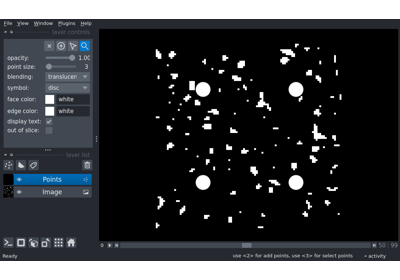 File View Window Plugins Help
layer controls
opacity: 1.00
point size: 3
blending: translucen
symbol: disc
face color: white
edge color: white
display text:
out of slice:
layer list
Points
Image
0 50 99
Ready use <2> for add points, use <3> for select points activity